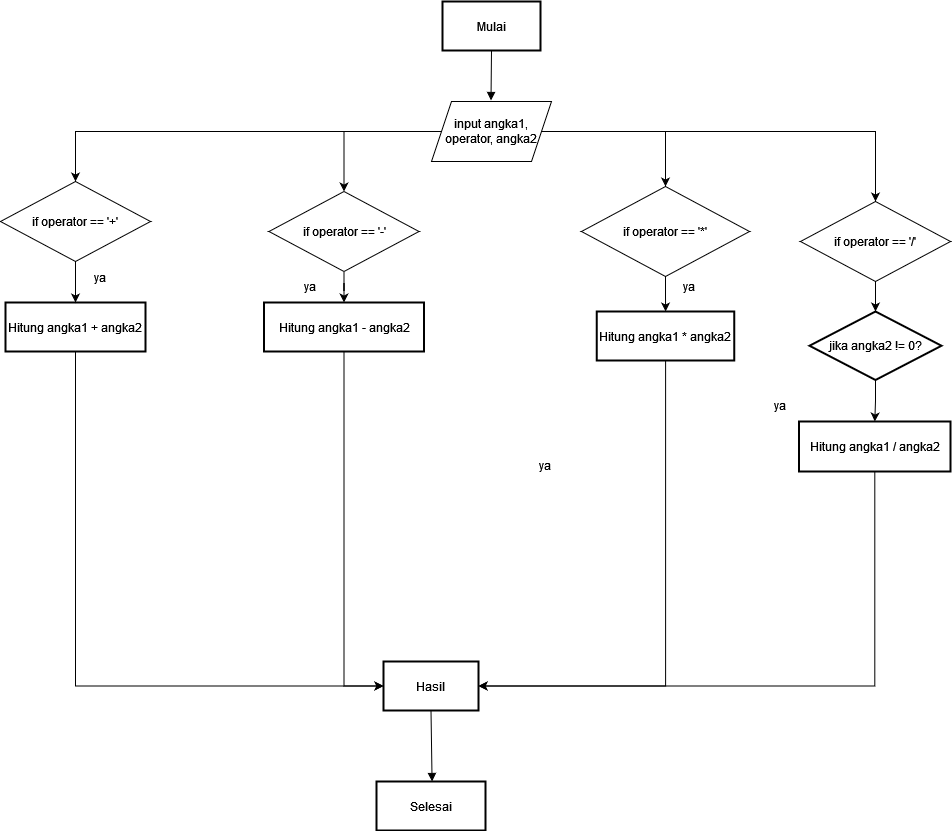 Mulai
input angka1,
operator, angka2
if operator == '+'
if operator == '-'
if operator == '*'
if operator == '/'
ya
ya
ya
Hitung angka1 + angka2
Hitung angka1 - angka2
Hitung angka1 * angka2
jika angka2 != 0?
ya
Hitung angka1 / angka2
ya
Hasil
Selesai